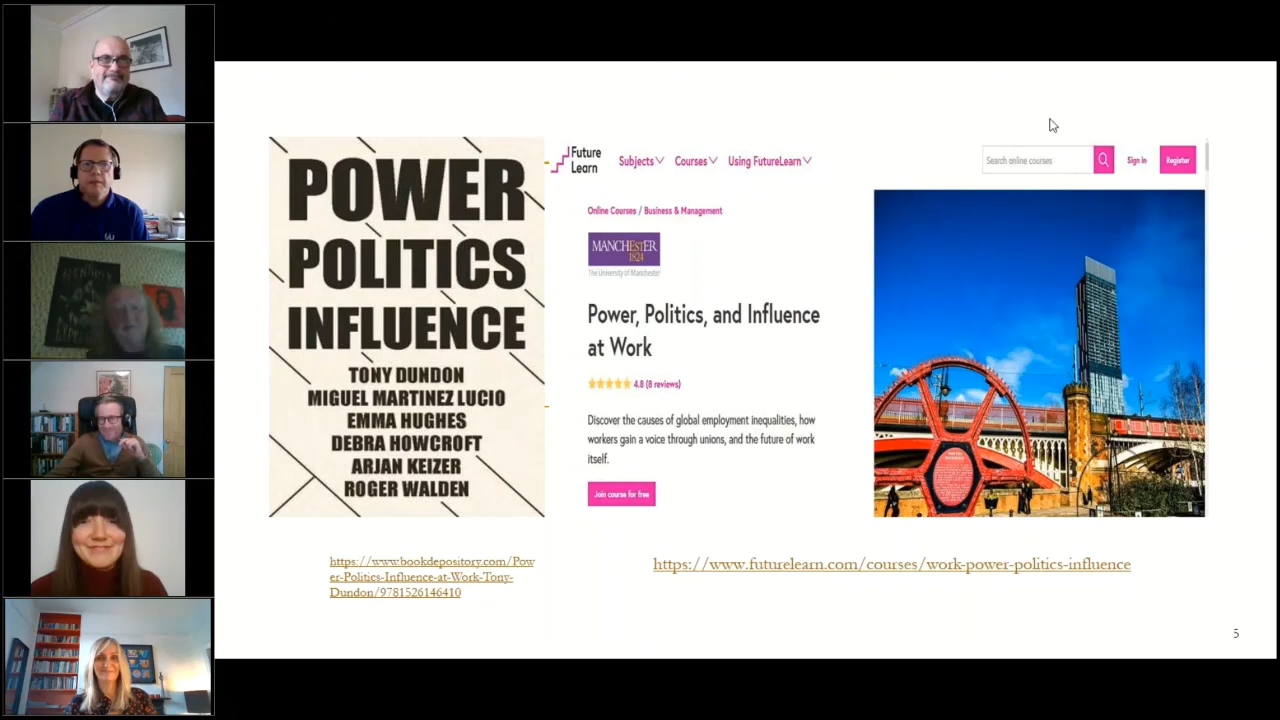 POWER
POLITICS
INFLUENCE
TONY DUNDON
MIGUEL MARTINEZ LUCIO
EMMA HUGHES
DEBRA HOWCROFT
ARJAN KEIZER
ROGER WALDEN
https://www.bookdepository.com/Pow
er-Politics-Influence-at-Work-Tony-
Dundon/9781526146410
Future
Learn
Subjects
Courses
Using FutureLearn
Search online courses
Sign in
Register
Online Courses / Business & Management
MANCHESTER
1824
The University of Manchester
Power, Politics, and Influence
at Work
4.8 (8 reviews)
Discover the causes of global employment inequalities, how
workers gain a voice through unions, and the future of work
itself.
Join course for free
https://www.futurelearn.com/courses/work-power-politics-influence
5